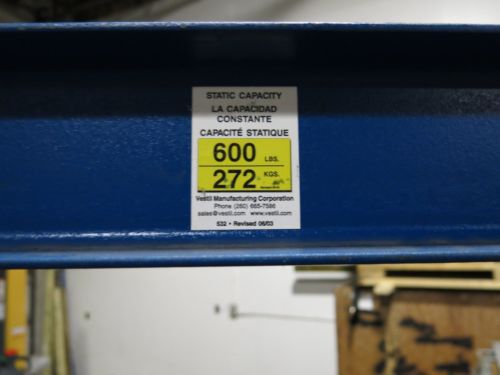 STATIC CAPACITY
LA CAPACIDAD
CONSTANTE
CAPACITÉ STATIQUE
600 LBS.
272 KGS.
Vestil Manufacturing Corporation
Phone (260) 665-7586
sales@vestil.com www.vestil.com
532 • Revised 06/03